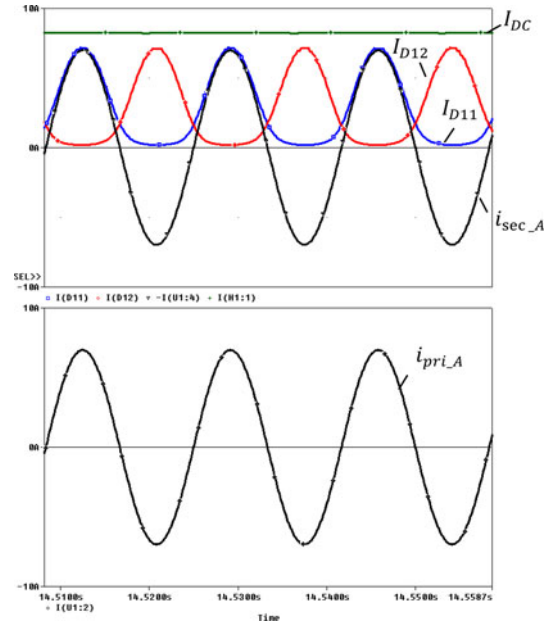 10A
I_DC
I_D12
I_D11
0A
i_sec_A
SEL>>
-10A
I(D11) I(D12) -I(U1:4) I(H1:1)
10A
i_pri_A
0A
-10A
14.5100s 14.5200s 14.5300s 14.5400s 14.5500s 14.5587s
I(U1:2)
Time